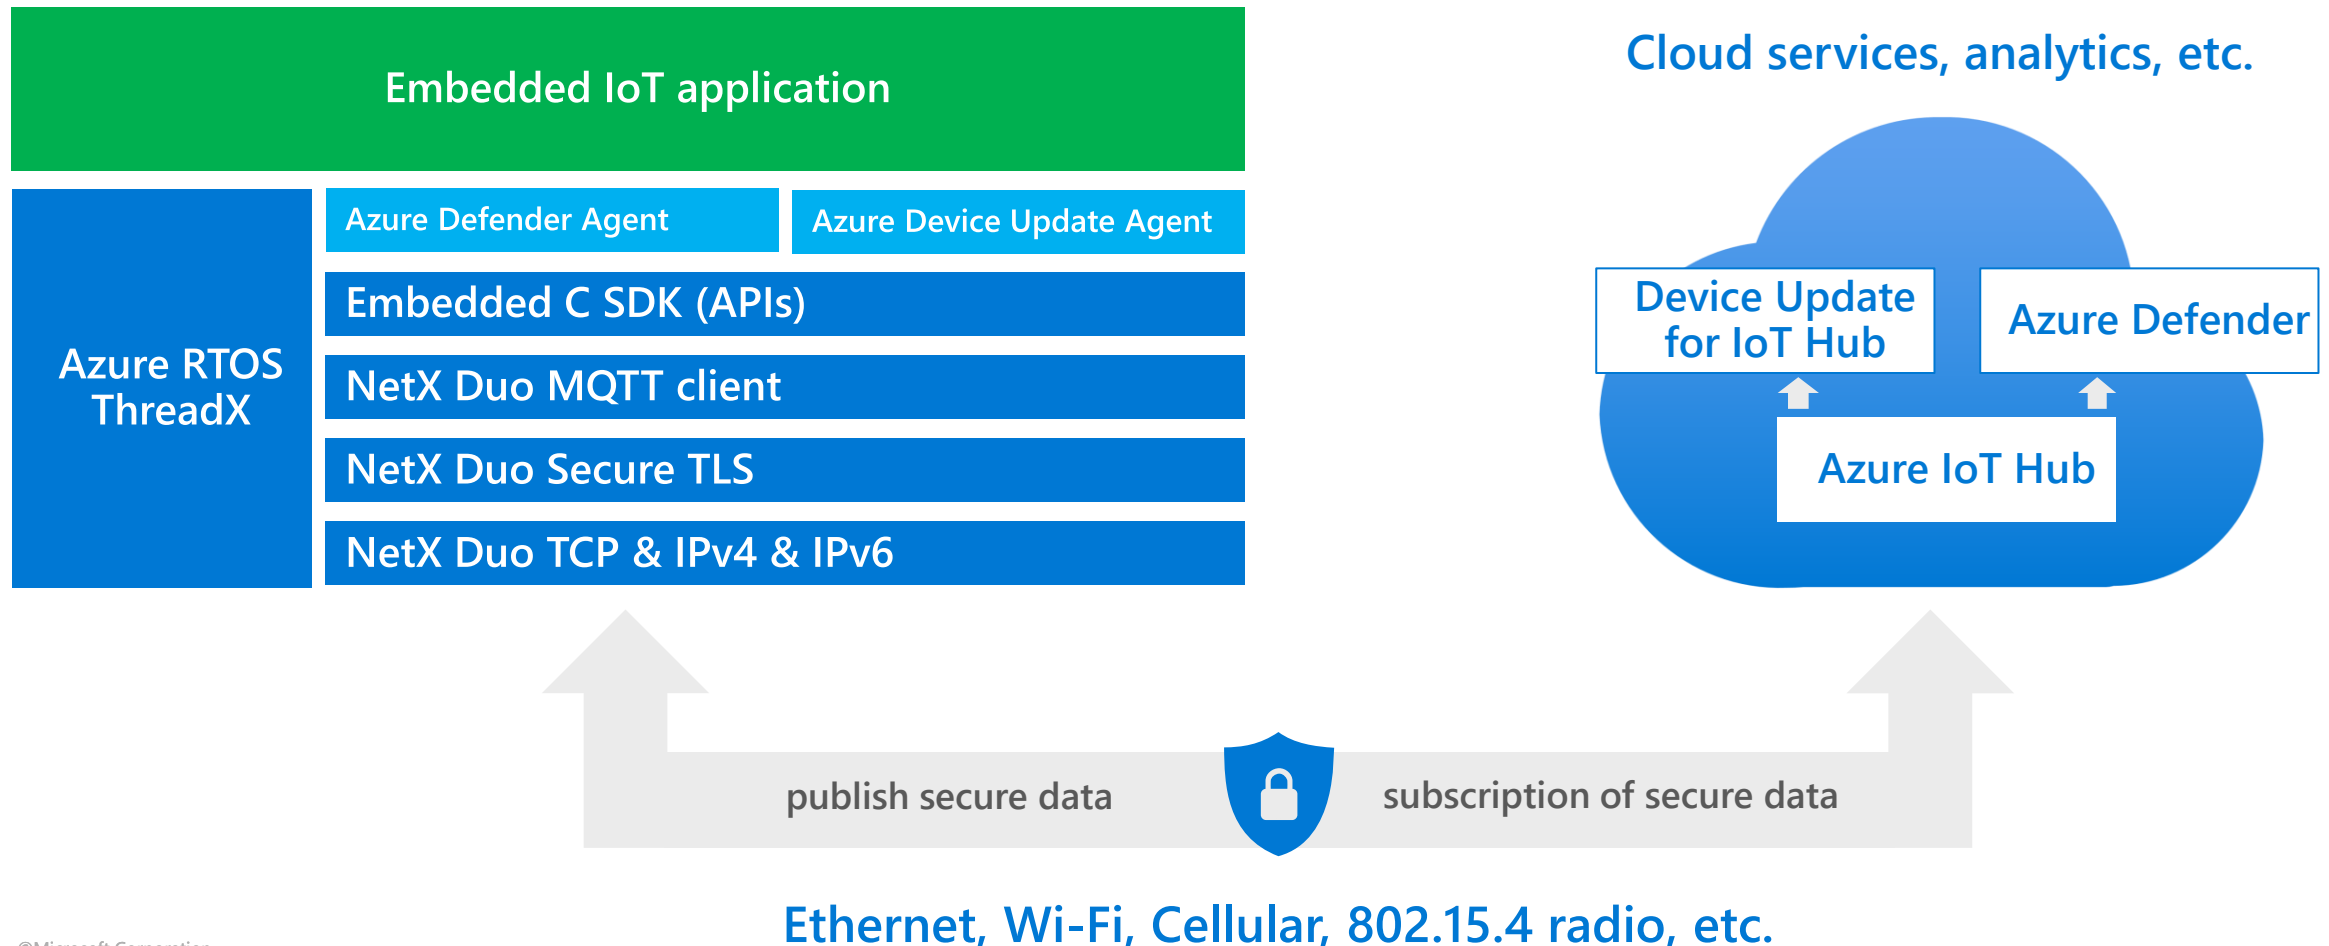 Embedded IoT application
Azure Defender Agent
Azure Device Update Agent
Azure RTOS
ThreadX
Embedded C SDK (APIs)
NetX Duo MQTT client
NetX Duo Secure TLS
NetX Duo TCP & IPv4 & IPv6
Cloud services, analytics, etc.
Device Update
for IoT Hub
Azure Defender
Azure IoT Hub
publish secure data
subscription of secure data
Ethernet, Wi-Fi, Cellular, 802.15.4 radio, etc.
©Microsoft Corporation